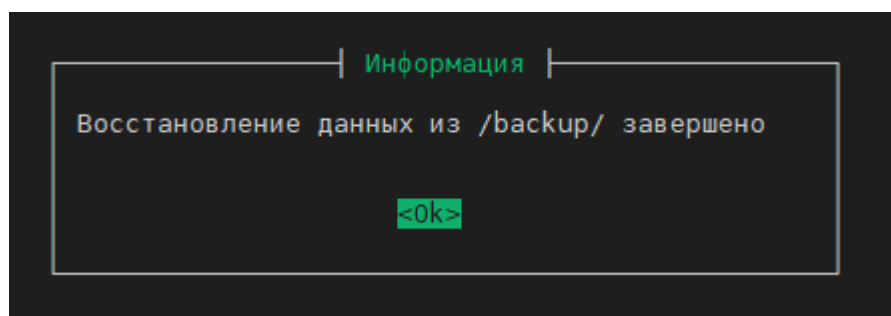 Информация
Восстановление данных из /backup/ завершено
<Ok>